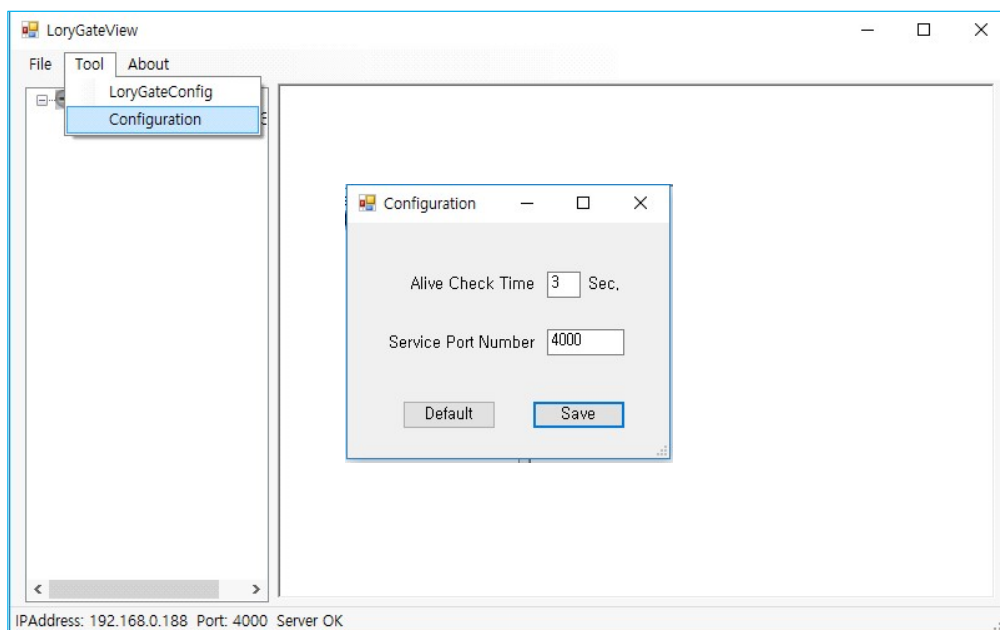 LoryGateView
File Tool About
LoryGateConfig
Configuration
Configuration
Alive Check Time 3 Sec.
Service Port Number 4000
Default Save
IPAddress: 192.168.0.188 Port: 4000 Server OK